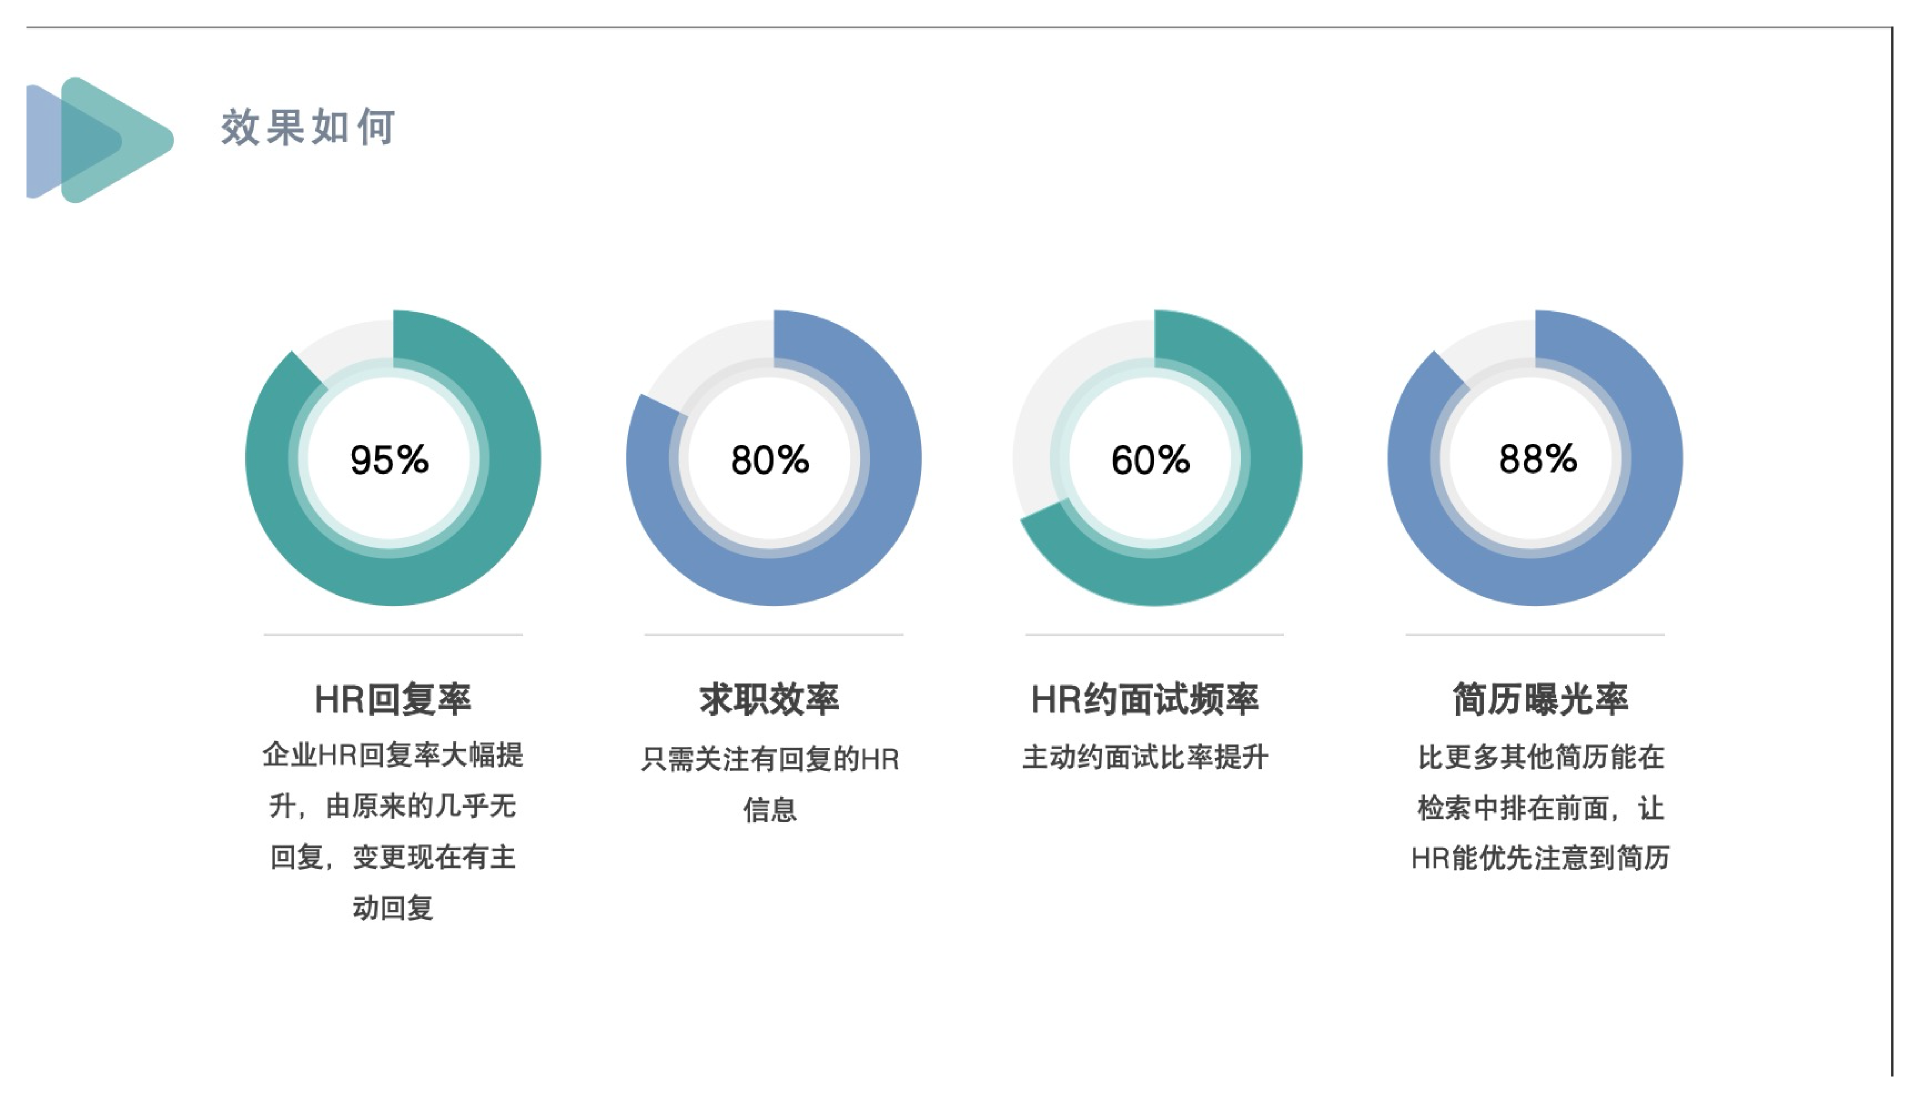 效果如何
95%
80%
60%
88%
HR回复率
企业HR回复率大幅提
升，由原来的几乎无
回复，变更现在有主
动回复
求职效率
只需关注有回复的HR
信息
HR约面试频率
主动约面试比率提升
简历曝光率
比更多其他简历能在
检索中排在前面，让
HR能优先注意到简历